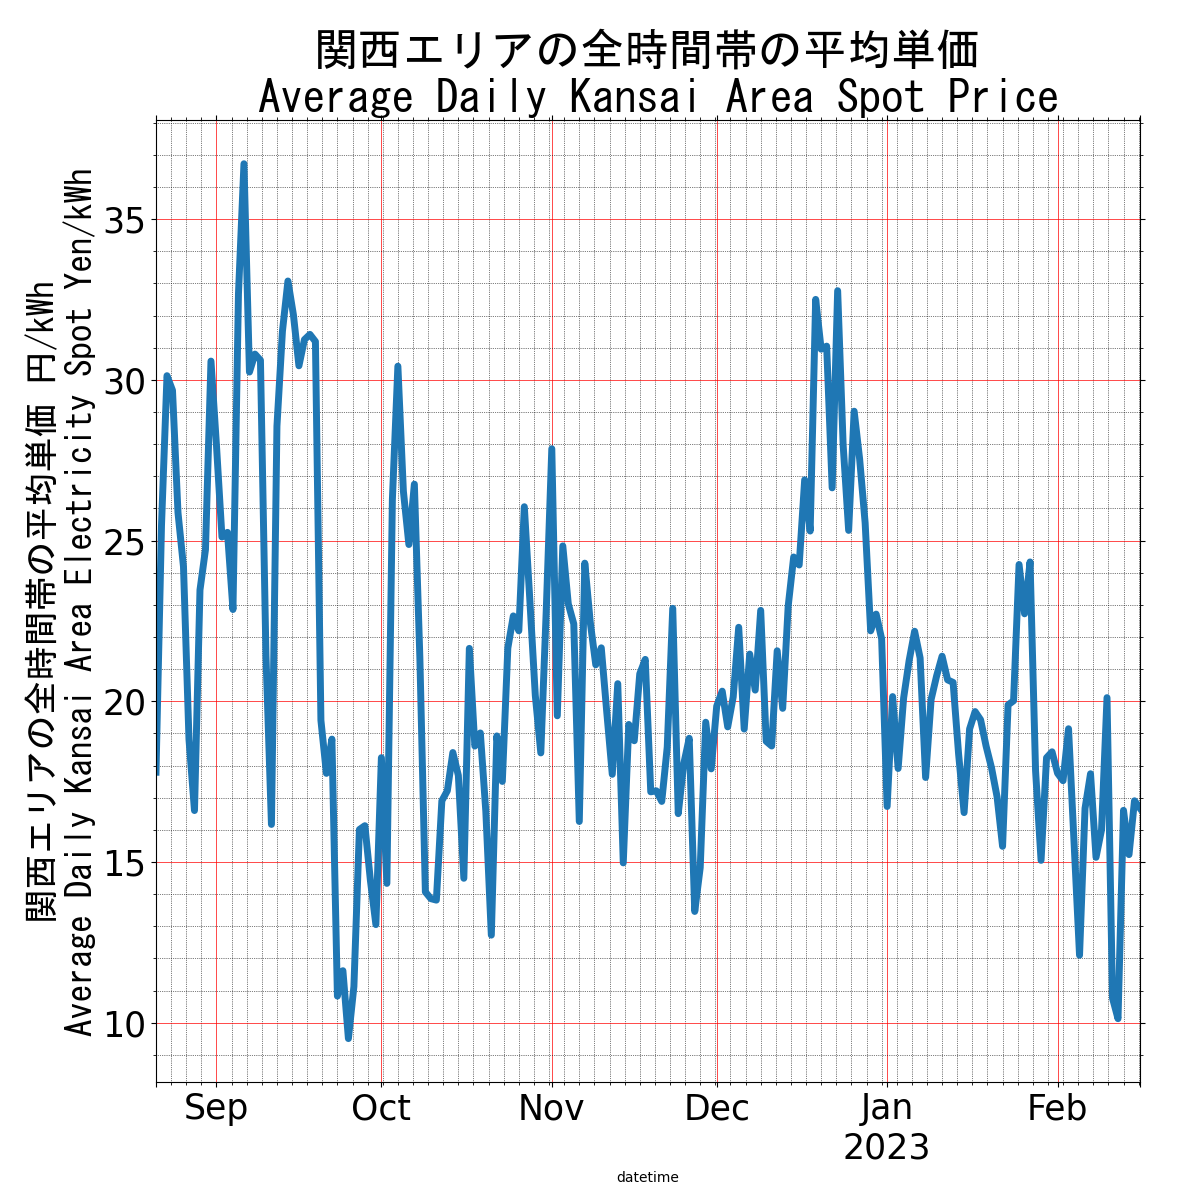 関西エリアの全時間帯の平均単価
Average Daily Kansai Area Spot Price
関西エリアの全時間帯の平均単価 円/kWh
Average Daily Kansai Area Electricity Spot Yen/kWh
35
30
25
20
15
10
Sep
Oct
Nov
Dec
Jan
2023
Feb
datetime